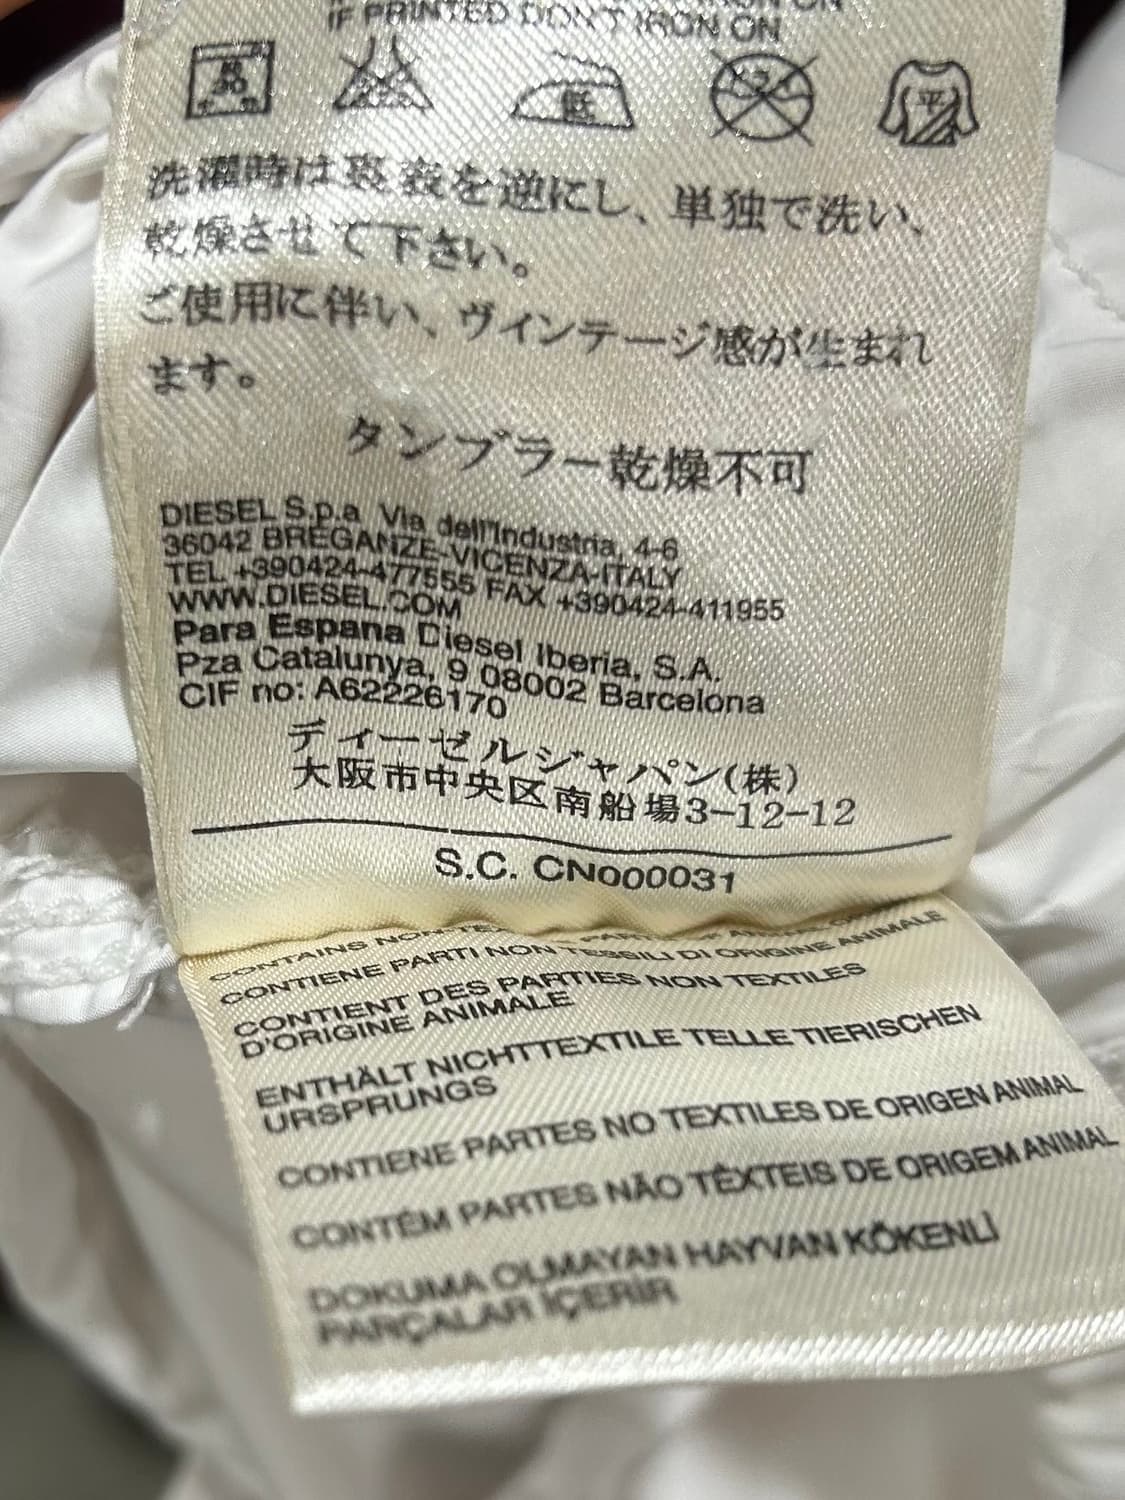 IF PRINTED DON'T IRON ON
30
低
平
洗濯時は裏表を逆にし、単独で洗い、
乾燥させて下さい。
ご使用に伴い、ヴインテージ感が生まれ
ます。
タンブラー乾燥不可
DIESEL S.p.a Via dell'Industria, 4-6
36042 BREGANZE-VICENZA-ITALY
TEL +390424-477555 FAX +390424-411955
WWW.DIESEL.COM
Para Espana Diesel Iberia, S.A.
Pza Catalunya, 9 08002 Barcelona
CIF no: A62226170
ディーゼルジャパン(株)
大阪市中央区南船場3-12-12
S.C. CN000031
CONTAINS
CONTIENE PARTI NON TESSILI DI ORIGINE ANIMALE
CONTIENT DES PARTIES NON TEXTILES
D'ORIGINE ANIMALE
ENTHÄLT NICHTTEXTILE TELLE TIERISCHEN
URSPRUNGS
CONTIENE PARTES NO TEXTILES DE ORIGEN ANIMAL
CONTÉM PARTES NÃO TÊXTEIS DE ORIGEM ANIMAL
DOKUMA OLMAYAN HAYVAN KÖKENLİ
PARÇALAR İÇERİR